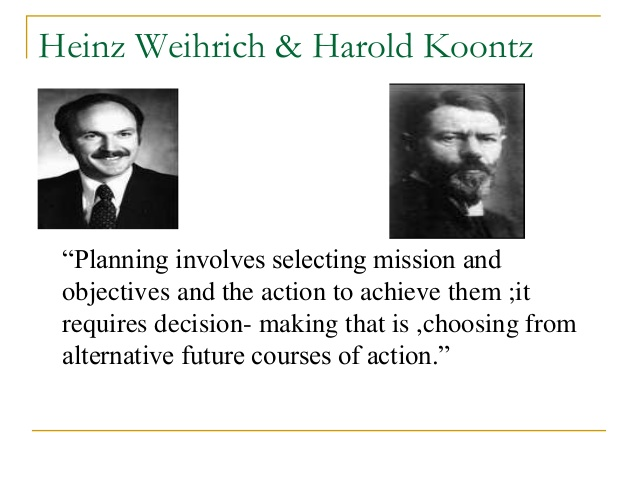 Heinz Weihrich & Harold Koontz
“Planning involves selecting mission and
objectives and the action to achieve them ;it
requires decision- making that is ,choosing from
alternative future courses of action.”